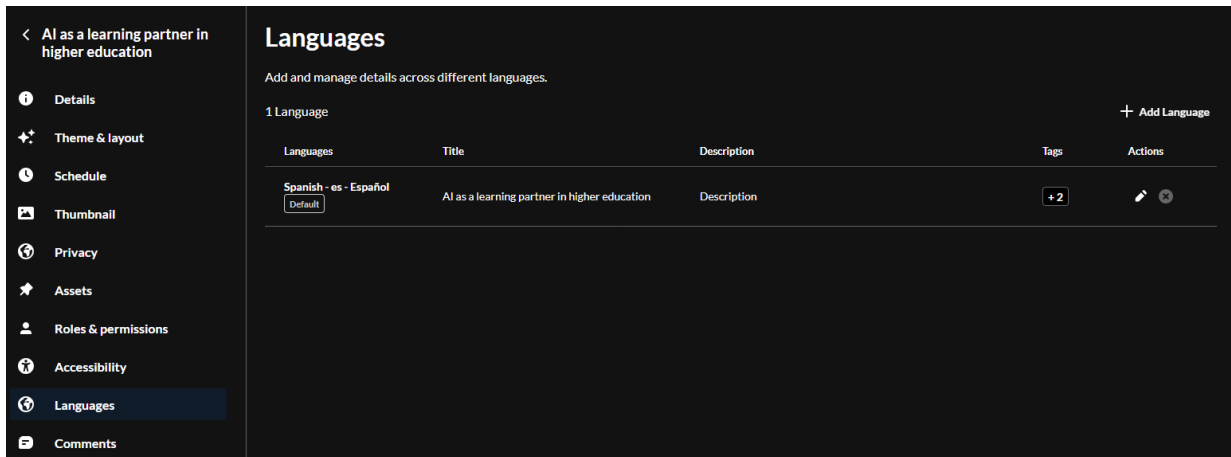 AI as a learning partner in
higher education
Details
Theme & layout
Schedule
Thumbnail
Privacy
Assets
Roles & permissions
Accessibility
Languages
Comments
Languages
Add and manage details across different languages.
1 Language
Add Language
Languages Title Description Tags Actions
Spanish - es - Español
Default
AI as a learning partner in higher education
Description
+ 2